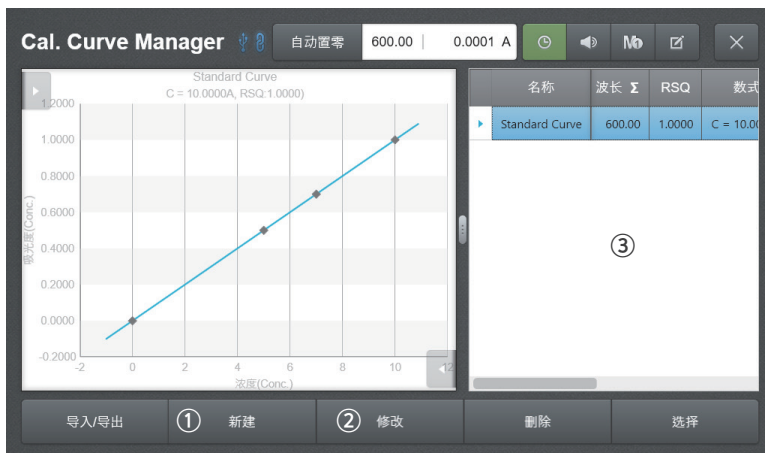 Cal. Curve Manager 自动置零 600.00 0.0001 A
Standard Curve
C = 10.0000A, RSQ:1.0000)
1.2000
1.0000
0.8000
0.6000
0.4000
0.2000
0.0000
-0.2000
吸光度(Conc.)
-2 0 2 4 6 8 10 12
浓度(Conc.)
名称 波长 Σ RSQ 数式
Standard Curve 600.00 1.0000 C = 10.00
③
导入/导出 ① 新建 ② 修改 删除 选择